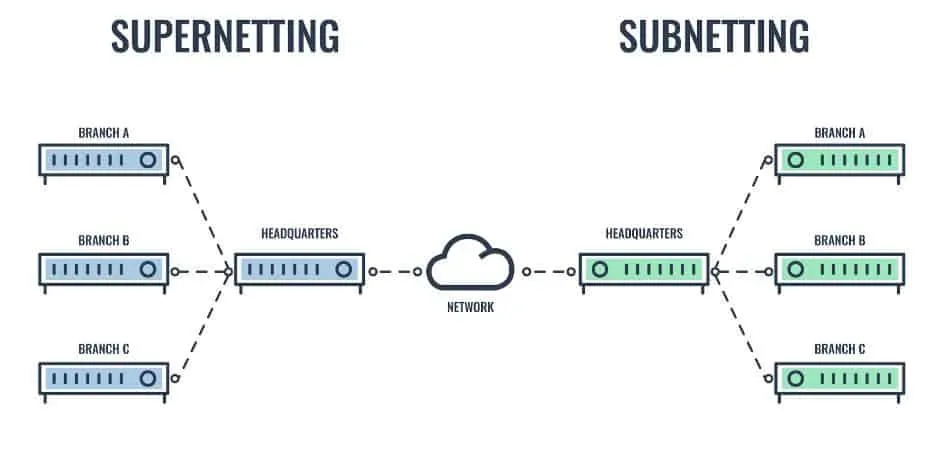 SUPERNETTING
SUBNETTING
BRANCH A
BRANCH A
BRANCH B
HEADQUARTERS
HEADQUARTERS
BRANCH B
NETWORK
BRANCH C
BRANCH C